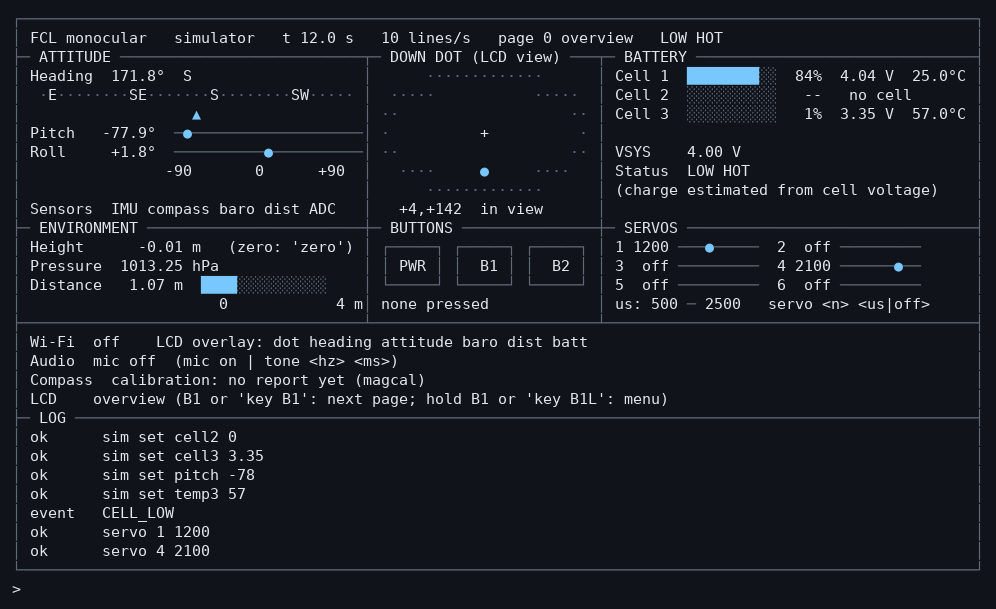 FCL monocular   simulator   t 12.0 s   10 lines/s   page 0 overview   LOW HOT
ATTITUDE   DOWN DOT (LCD view)   BATTERY
Heading  171.8°  S   Cell 1   84%  4.04 V  25.0°C
E   SE   S   SW   Cell 2   --   no cell
Cell 3   1%  3.35 V  57.0°C
Pitch   -77.9°   +
Roll   +1.8°   VSYS    4.00 V
-90   0   +90   Status  LOW HOT
(charge estimated from cell voltage)
Sensors  IMU compass baro dist ADC   +4,+142  in view
ENVIRONMENT   BUTTONS   SERVOS
Height   -0.01 m   (zero: 'zero')   1 1200   2  off
Pressure  1013.25 hPa   PWR   B1   B2   3  off   4 2100
Distance   1.07 m   5  off   6  off
0   4 m   none pressed   us: 500 — 2500   servo <n> <us|off>
Wi-Fi  off    LCD overlay: dot heading attitude baro dist batt
Audio  mic off  (mic on | tone <hz> <ms>)
Compass  calibration: no report yet (magcal)
LCD    overview (B1 or 'key B1': next page; hold B1 or 'key B1L': menu)
LOG
ok      sim set cell2 0
ok      sim set cell3 3.35
ok      sim set pitch -78
ok      sim set temp3 57
event   CELL_LOW
ok      servo 1 1200
ok      servo 4 2100
>